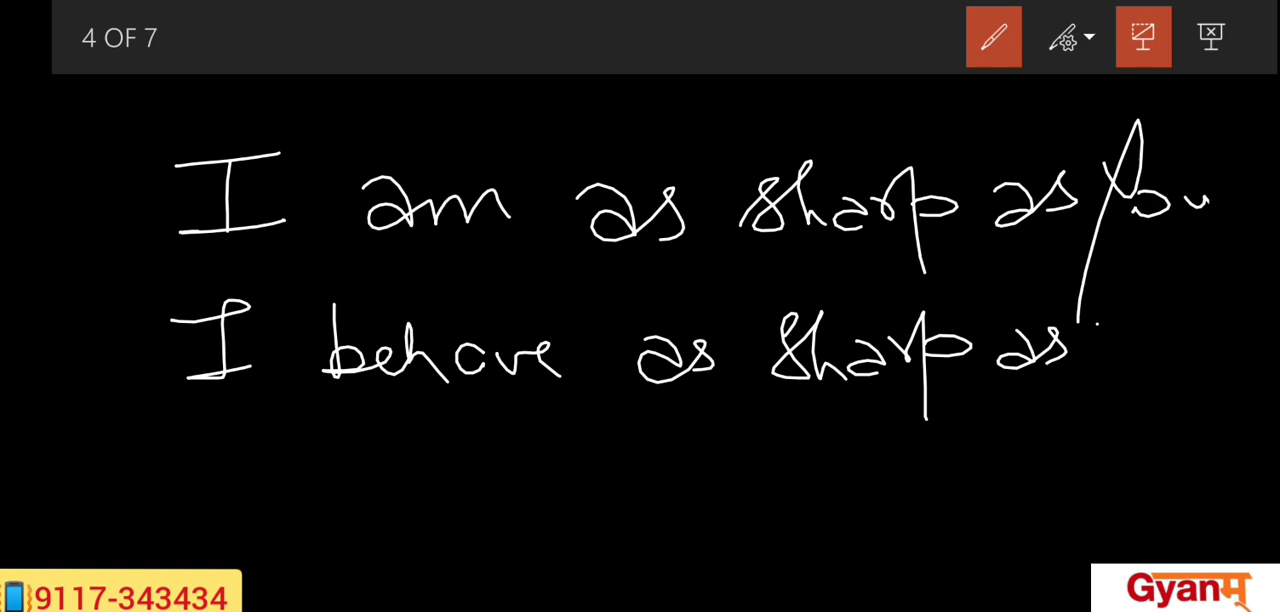 4 OF 7
I am as sharp as you
I behave as sharp as
9117-343434
Gyanम्